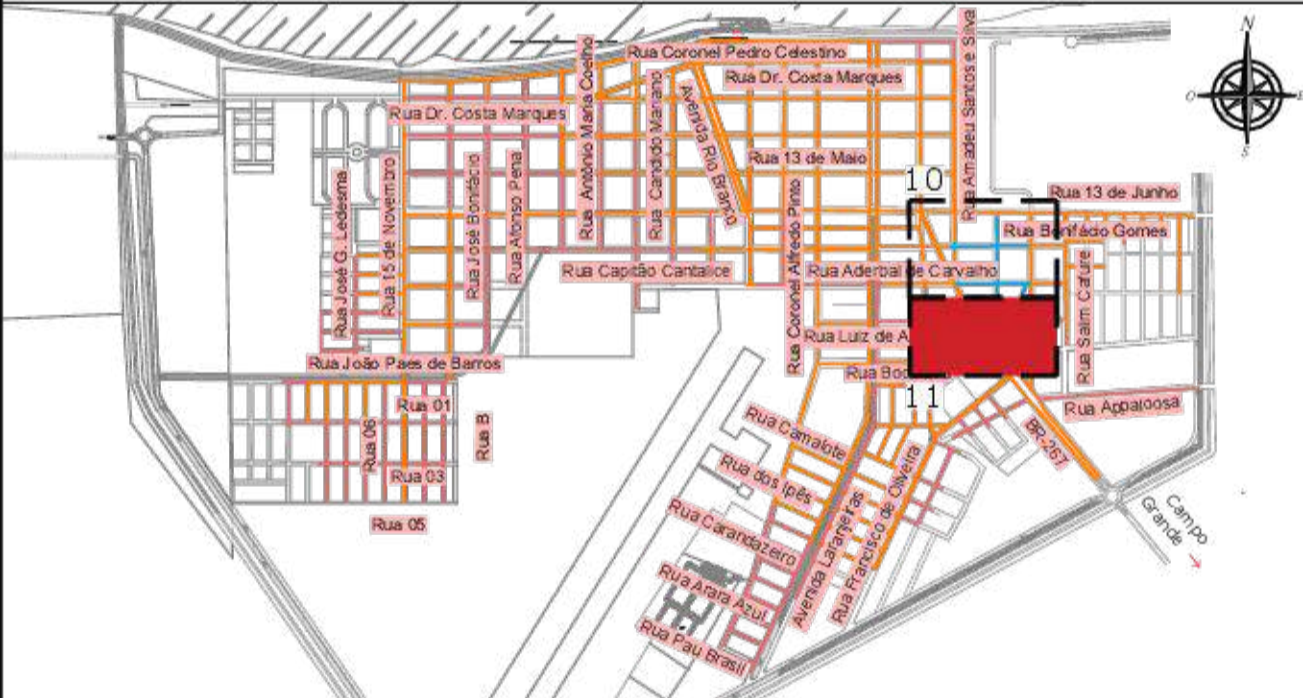 N
O
E
S
Rua Coronel Pedro Celestino
Rua Amadeu Santos e Silva
Rua Dr. Costa Marques
Rua Antônio Maria Coelho
Rua Candido Mariano
Avenida Rio Branco
Rua Dr. Costa Marques
Rua 13 de Maio
10
Rua 13 de Junho
Rua José G. Ledesma
Rua 15 de Novembro
Rua José Bonifacio
Rua Afonso Pena
Rua Coronel Alfredo Pinto
Rua Bonifácio Gomes
Rua Capitão Cantalice
Rua Aderbal de Carvalho
Rua Salm Cafure
Rua Luiz de A
Rua João Paes de Barros
Rua Boc
11
Rua 01
Rua Appaloosa
Rua 06
Rua B
Rua Camalote
BR-267
Rua 03
Rua dos Ipês
Rua 05
Rua Carandazeiro
Avenida Laranjeiras
Rua Francisco de Oliveira
Campo
Grande
Rua Arara Azul
Rua Pau Brasil